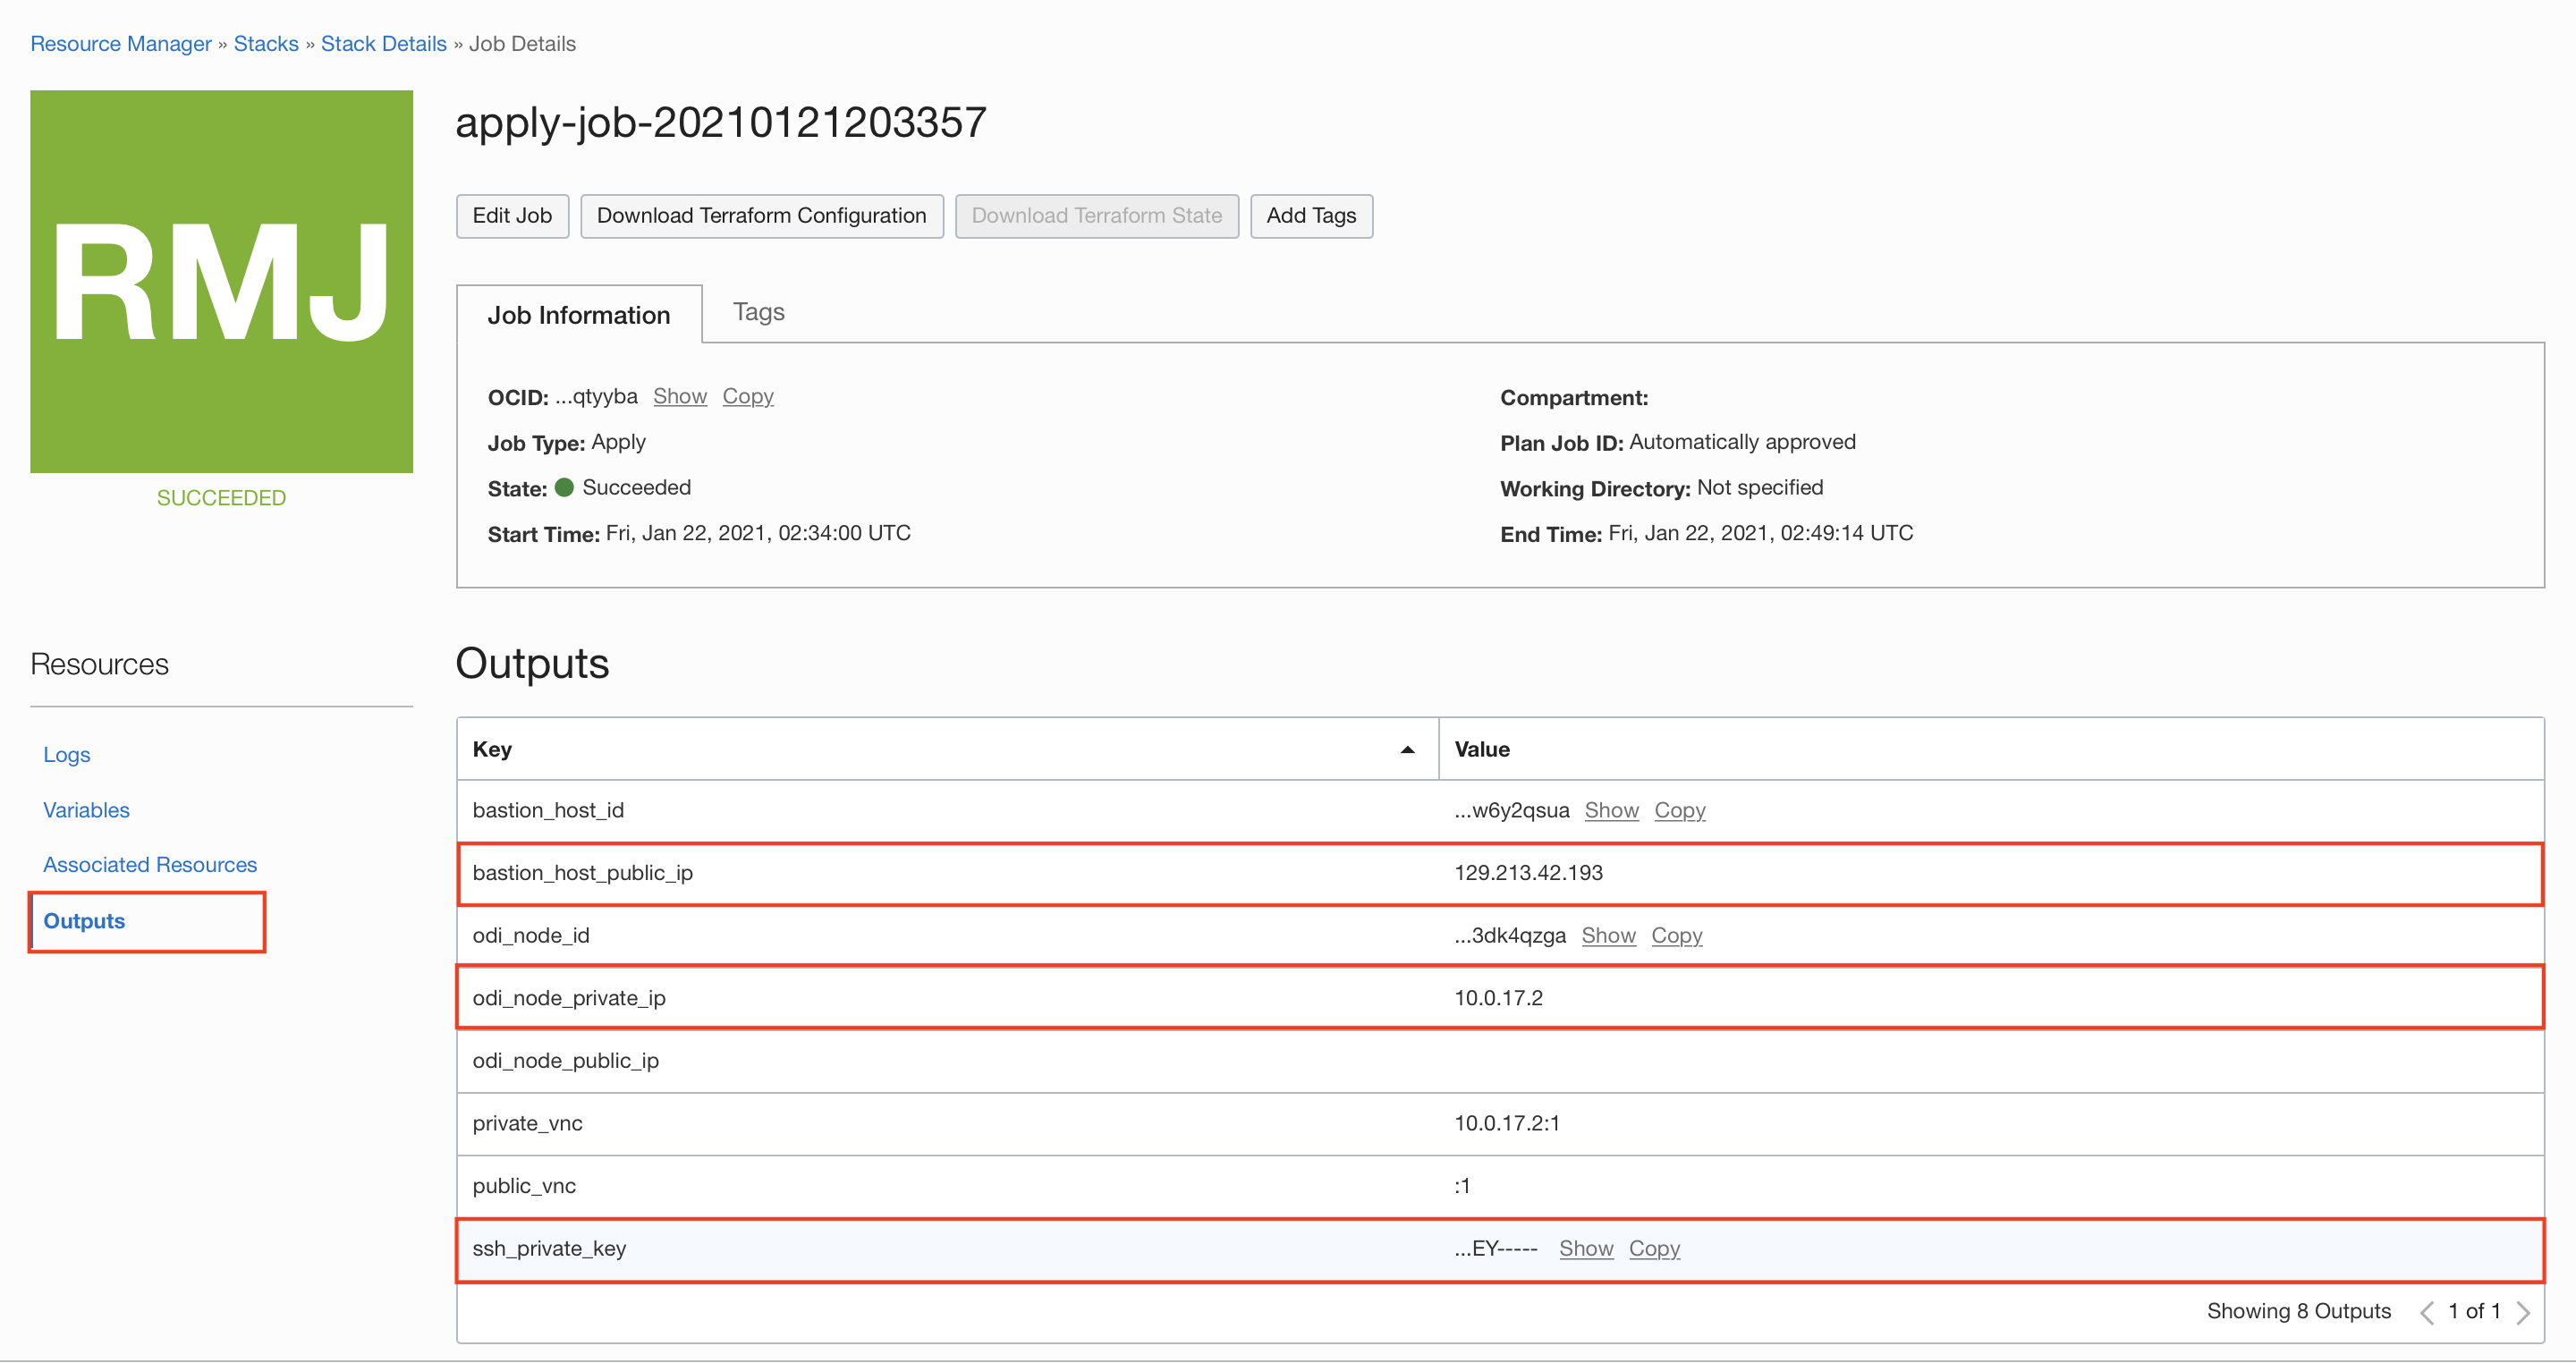 Resource Manager » Stacks » Stack Details » Job Details
RMJ
SUCCEEDED
apply-job-20210121203357
Edit Job Download Terraform Configuration Download Terraform State Add Tags
Job Information Tags
OCID: ...qtyyba Show Copy
Compartment:
Job Type: Apply
Plan Job ID: Automatically approved
State: Succeeded
Working Directory: Not specified
Start Time: Fri, Jan 22, 2021, 02:34:00 UTC
End Time: Fri, Jan 22, 2021, 02:49:14 UTC
Resources
Logs
Variables
Associated Resources
Outputs
Outputs
Key Value
bastion_host_id ...w6y2qsua Show Copy
bastion_host_public_ip 129.213.42.193
odi_node_id ...3dk4qzga Show Copy
odi_node_private_ip 10.0.17.2
odi_node_public_ip
private_vnc 10.0.17.2:1
public_vnc :1
ssh_private_key ...EY----- Show Copy
Showing 8 Outputs 1 of 1